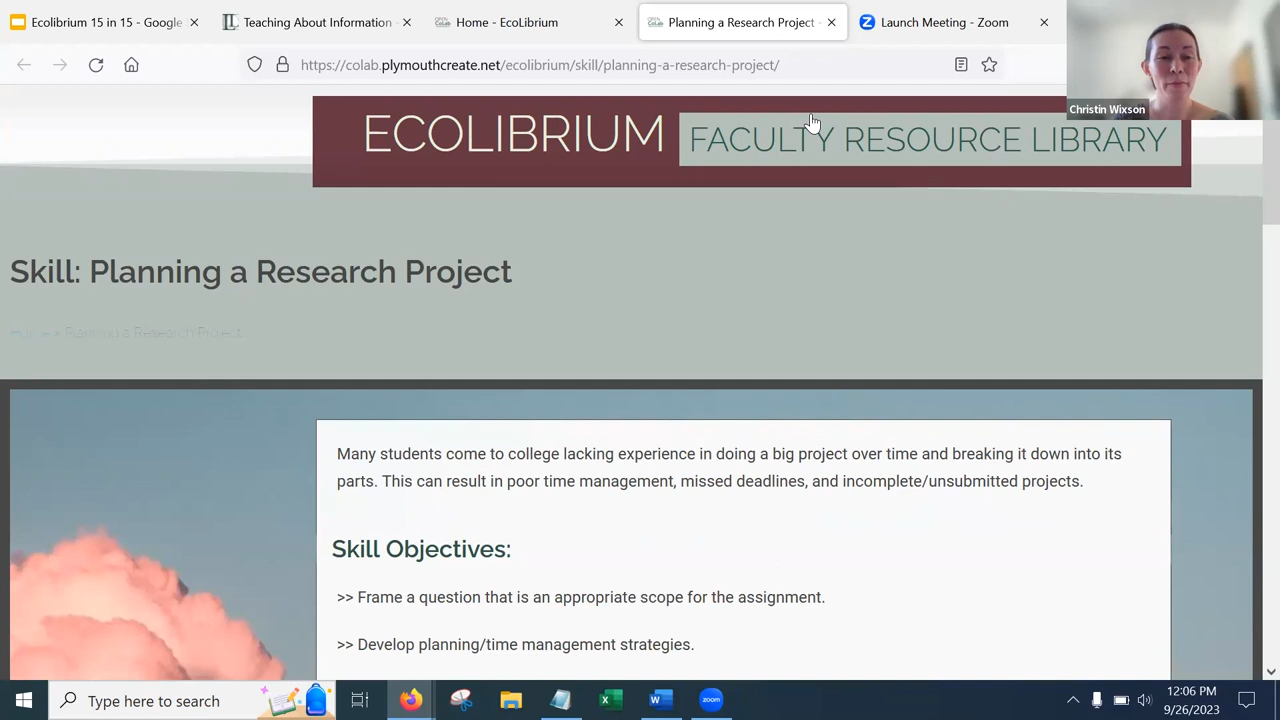 Ecolibrium 15 in 15 - Google
Teaching About Information
Home - EcoLibrium
Planning a Research Project -
Launch Meeting - Zoom
https://colab.plymouthcreate.net/ecolibrium/skill/planning-a-research-project/
Christin Wixson
ECOLIBRIUM FACULTY RESOURCE LIBRARY
Skill: Planning a Research Project
Home » Planning a Research Project
Many students come to college lacking experience in doing a big project over time and breaking it down into its
parts. This can result in poor time management, missed deadlines, and incomplete/unsubmitted projects.
Skill Objectives:
>> Frame a question that is an appropriate scope for the assignment.
>> Develop planning/time management strategies.
Type here to search
zoom
12:06 PM
9/26/2023